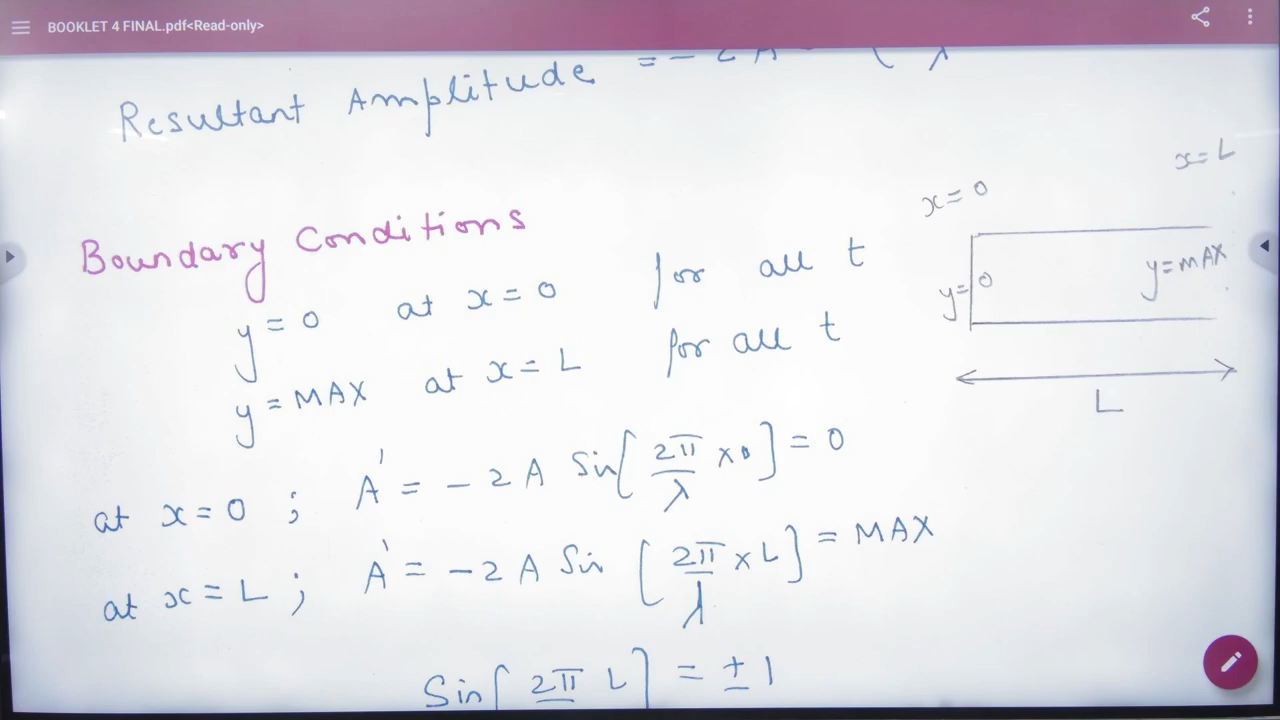 BOOKLET 4 FINAL.pdf<Read-only>
Resultant Amplitude = - 2 A ( λ
Boundary Conditions
y = 0 at x = 0 for all t
y = MAX at x = L for all t
at x = 0 ; A' = - 2 A Sin[ 2π/λ × 0 ] = 0
at x = L ; A' = - 2 A Sin [ 2π/λ × L ] = MAX
Sin[ 2π L ] = ± 1
x = 0
x = L
y = 0
y = MAX
L